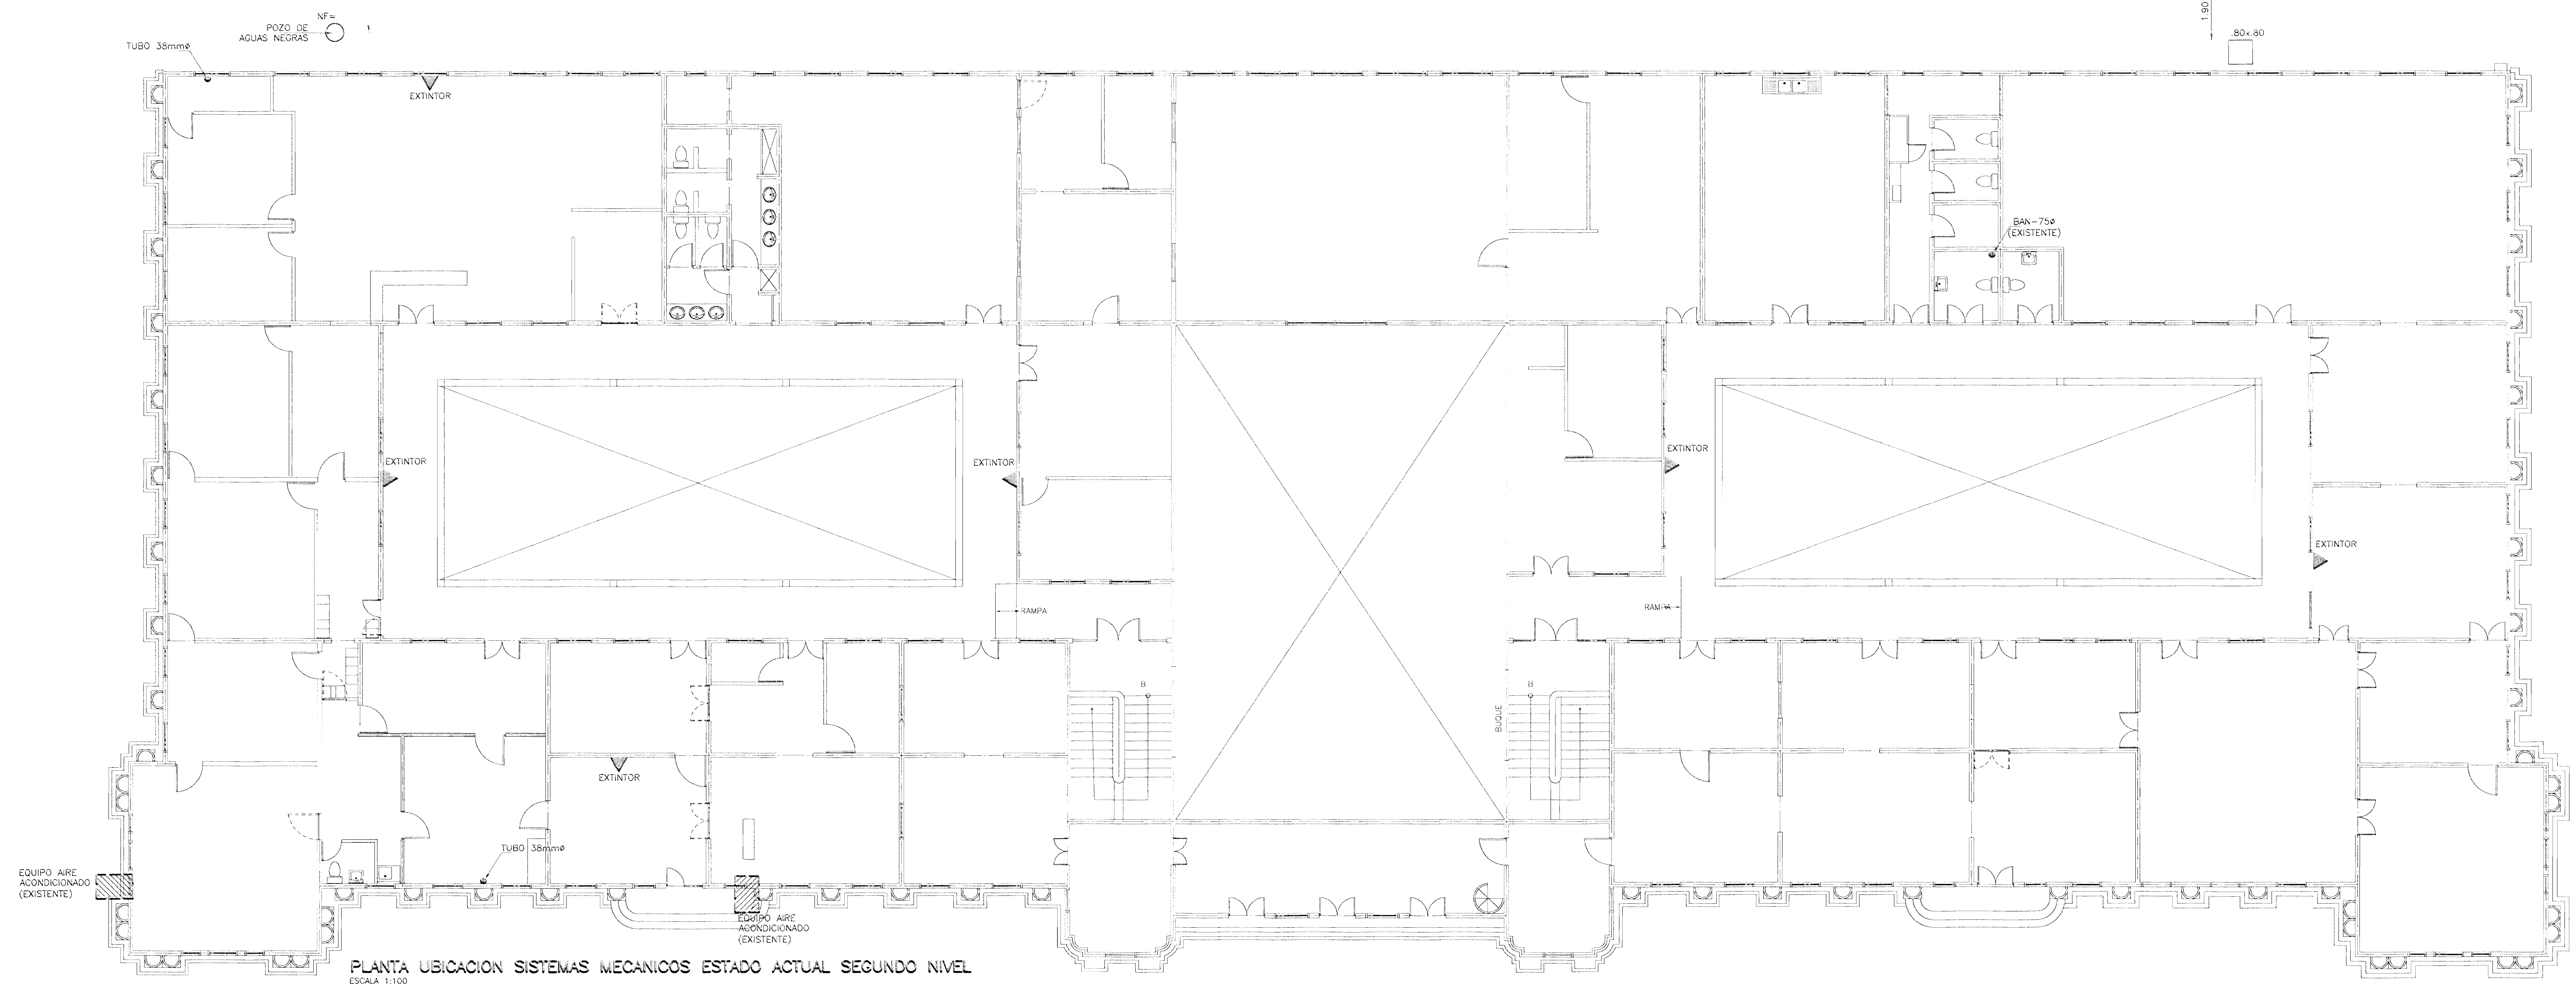 NF=
POZO DE
AGUAS NEGRAS
1.90
.80x.80
TUBO 38mmø
EXTINTOR
BAN-75ø
(EXISTENTE)
EXTINTOR
EXTINTOR
EXTINTOR
EXTINTOR
RAMPA
RAMPA
B
B
BUQUE
EXTINTOR
TUBO 38mmø
EQUIPO AIRE
ACONDICIONADO
(EXISTENTE)
EQUIPO AIRE
ACONDICIONADO
(EXISTENTE)
PLANTA UBICACION SISTEMAS MECANICOS ESTADO ACTUAL SEGUNDO NIVEL
ESCALA 1:100